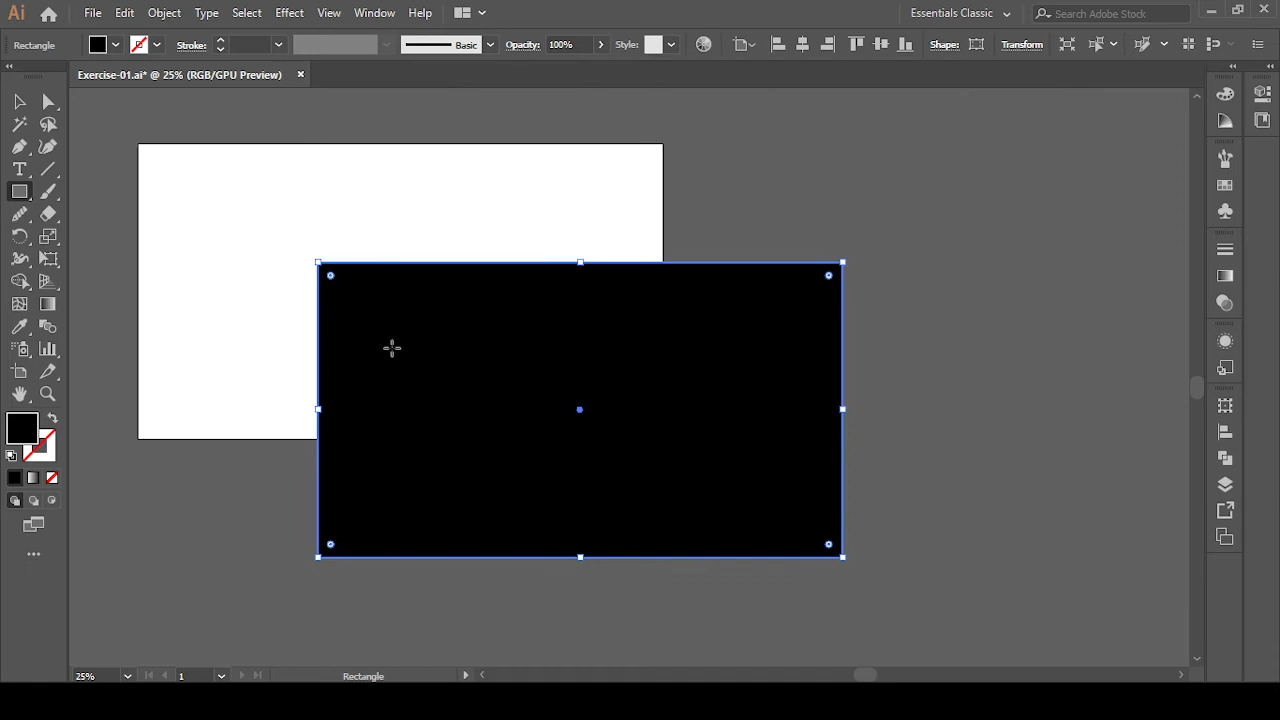 Ai File Edit Object Type Select Effect View Window Help Essentials Classic Search Adobe Stock
Rectangle Stroke: Basic Opacity: 100% Style: Shape: Transform
Exercise-01.ai* @ 25% (RGB/GPU Preview)
T
25% 1 Rectangle